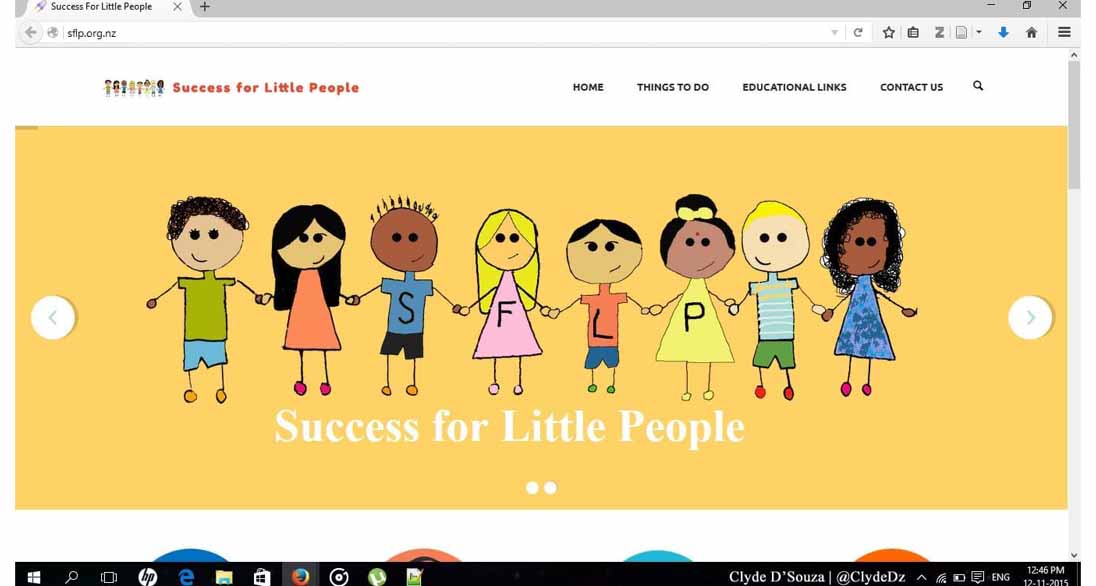 Success For Little People
sflp.org.nz
Success for Little People
HOME THINGS TO DO EDUCATIONAL LINKS CONTACT US
S F L P
Success for Little People
Clyde D'Souza | @ClydeDz ENG 12:46 PM
12-11-2015